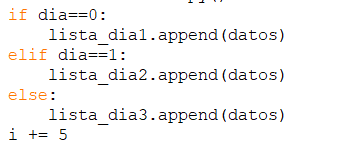 if dia==0:
    lista_dia1.append(datos)
elif dia==1:
    lista_dia2.append(datos)
else:
    lista_dia3.append(datos)
i += 5